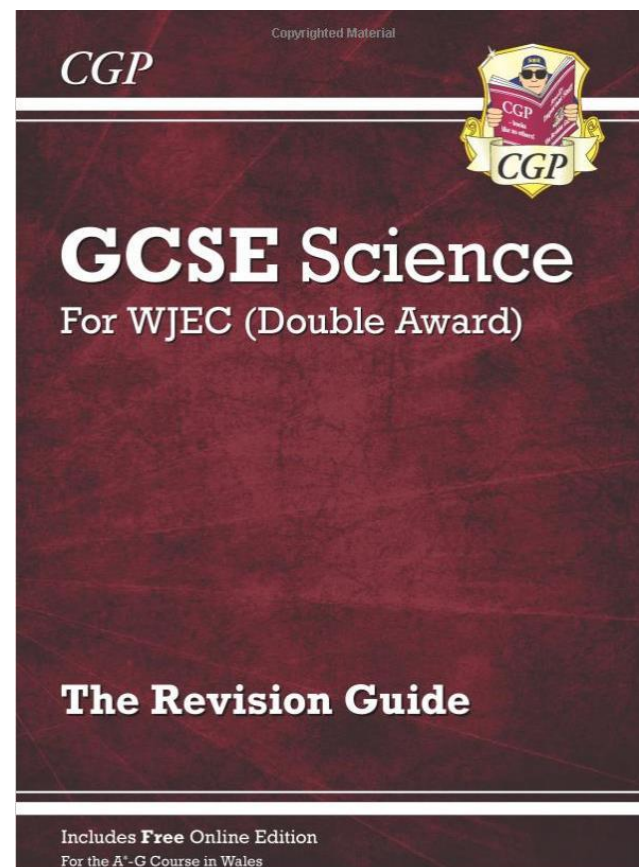 Copyrighted Material
CGP
CGP
CGP
GCSE Science
For WJEC (Double Award)
The Revision Guide
Includes Free Online Edition
For the A*-G Course in Wales